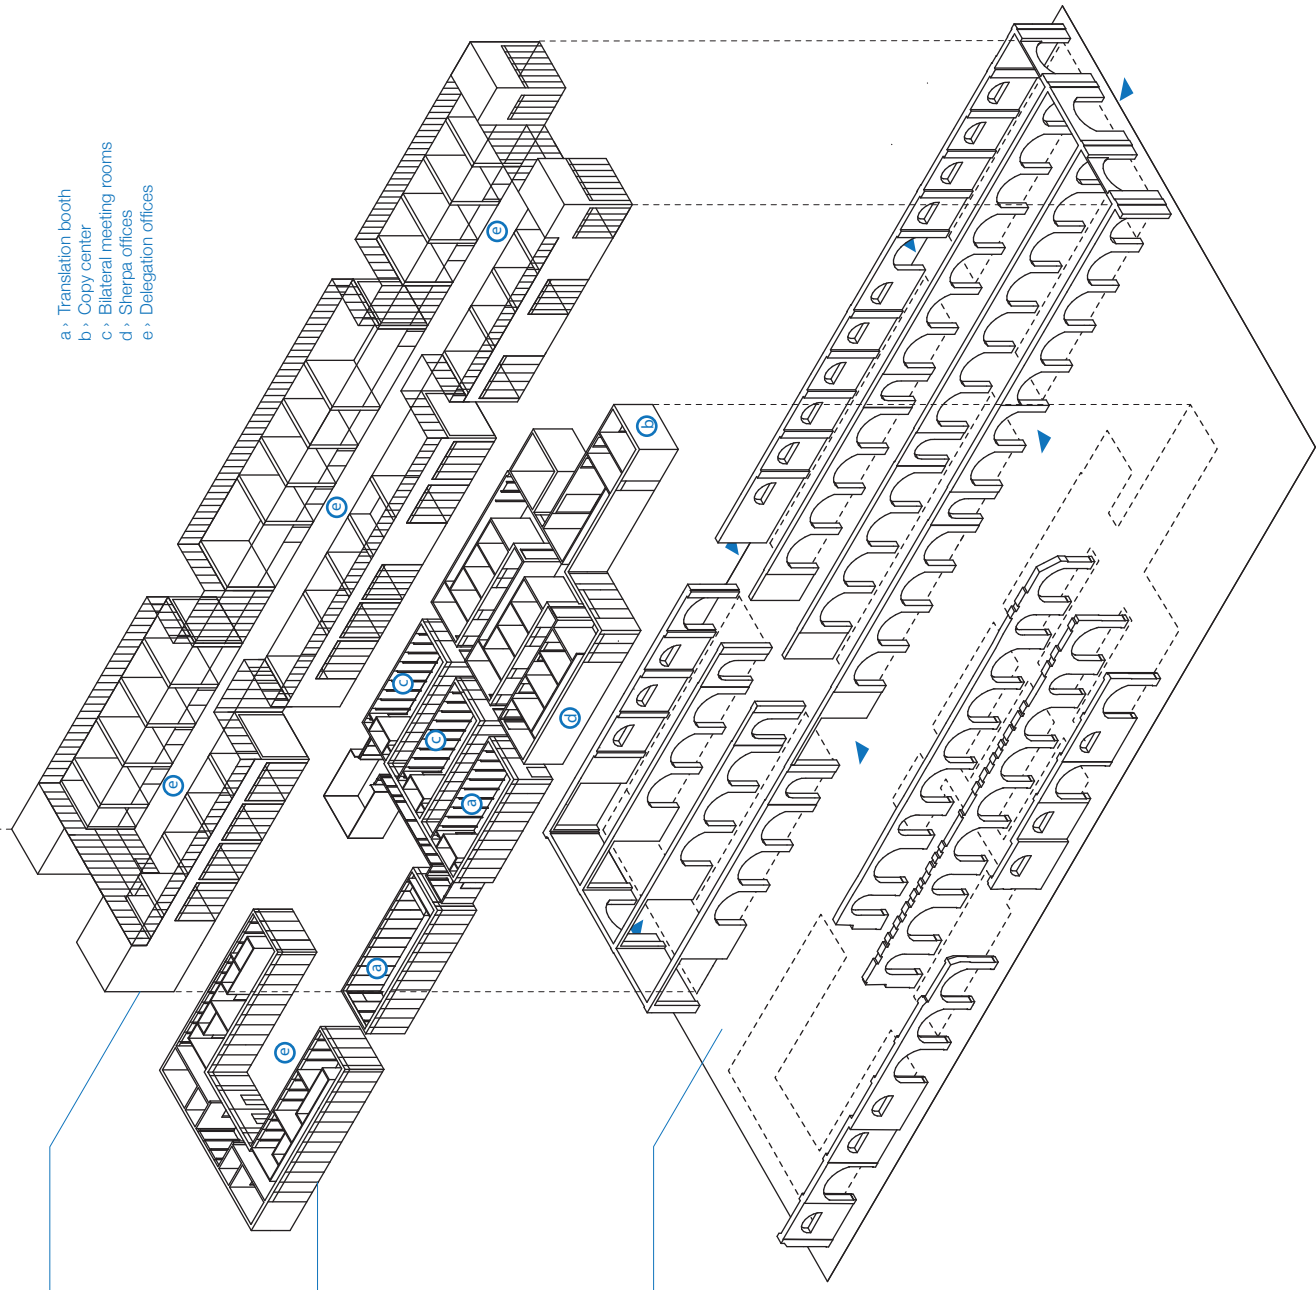 a › Translation booth
b › Copy center
c › Bilateral meeting rooms
d › Sherpa offices
e › Delegation offices
e
e
e
e
a
a
c
c
d
b